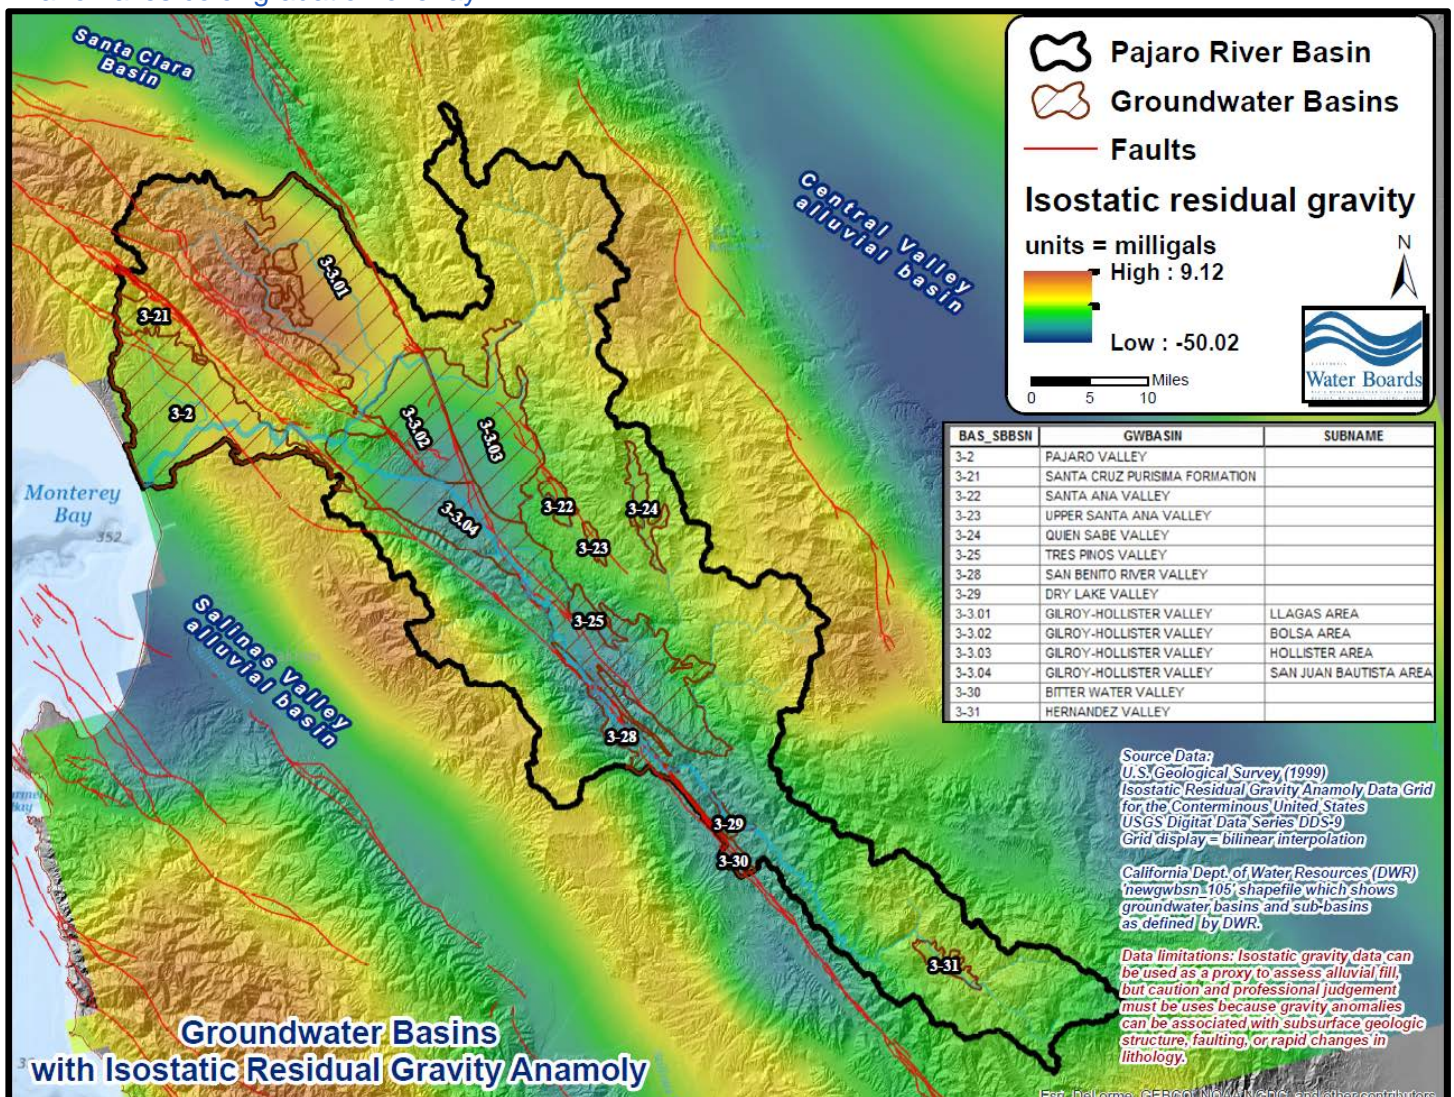 Santa Clara
Basin
Central Valley
alluvial basin
Pajaro River Basin
Groundwater Basins
Faults
Isostatic residual gravity
units = milligals
High : 9.12
Low : -50.02
N
Miles
0 5 10
CALIFORNIA
Water Boards
3-3.01
3-21
3-2
3-3.02
3-3.03
3-3.04
3-22
3-24
3-23
3-25
3-28
3-29
3-30
3-31
Monterey
Bay
352
Salinas Valley
alluvial basin
BAS_SBBSN GWBASIN SUBNAME
3-2 PAJARO VALLEY
3-21 SANTA CRUZ PURISIMA FORMATION
3-22 SANTA ANA VALLEY
3-23 UPPER SANTA ANA VALLEY
3-24 QUIEN SABE VALLEY
3-25 TRES PINOS VALLEY
3-28 SAN BENITO RIVER VALLEY
3-29 DRY LAKE VALLEY
3-3.01 GILROY-HOLLISTER VALLEY LLAGAS AREA
3-3.02 GILROY-HOLLISTER VALLEY BOLSA AREA
3-3.03 GILROY-HOLLISTER VALLEY HOLLISTER AREA
3-3.04 GILROY-HOLLISTER VALLEY SAN JUAN BAUTISTA AREA
3-30 BITTER WATER VALLEY
3-31 HERNANDEZ VALLEY
Source Data:
U.S. Geological Survey (1999)
Isostatic Residual Gravity Anamoly Data Grid
for the Conterminous United States
USGS Digitat Data Series DDS-9
Grid display = bilinear interpolation
California Dept. of Water Resources (DWR)
'newgwbsn_105' shapefile which shows
groundwater basins and sub-basins
as defined by DWR.
Data limitations: Isostatic gravity data can
be used as a proxy to assess alluvial fill,
but caution and professional judgement
must be uses because gravity anomalies
can be associated with subsurface geologic
structure, faulting, or rapid changes in
lithology.
Groundwater Basins
with Isostatic Residual Gravity Anamoly
Esri, DeLorme, GEBCO, NOAA NGDC, and other contributors